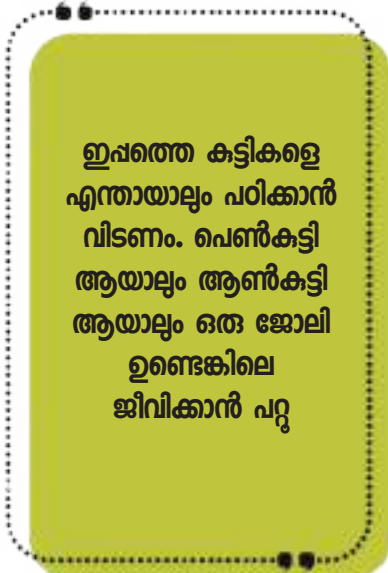 ഇപ്പത്തെ കുട്ടികളെ
എന്തായാലും പഠിക്കാൻ
വിടണം. പെൺകുട്ടി
ആയാലും ആൺകുട്ടി
ആയാലും ഒരു ജോലി
ഉണ്ടെങ്കിലെ
ജീവിക്കാൻ പറ്റൂ